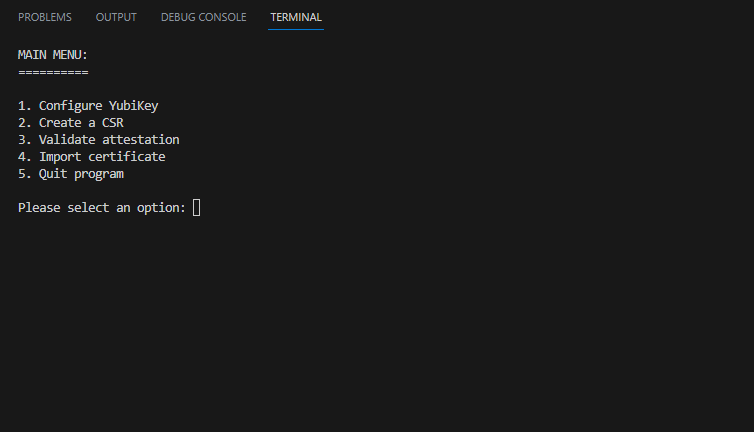 PROBLEMS OUTPUT DEBUG CONSOLE TERMINAL
MAIN MENU:
==========
1. Configure YubiKey
2. Create a CSR
3. Validate attestation
4. Import certificate
5. Quit program
Please select an option: